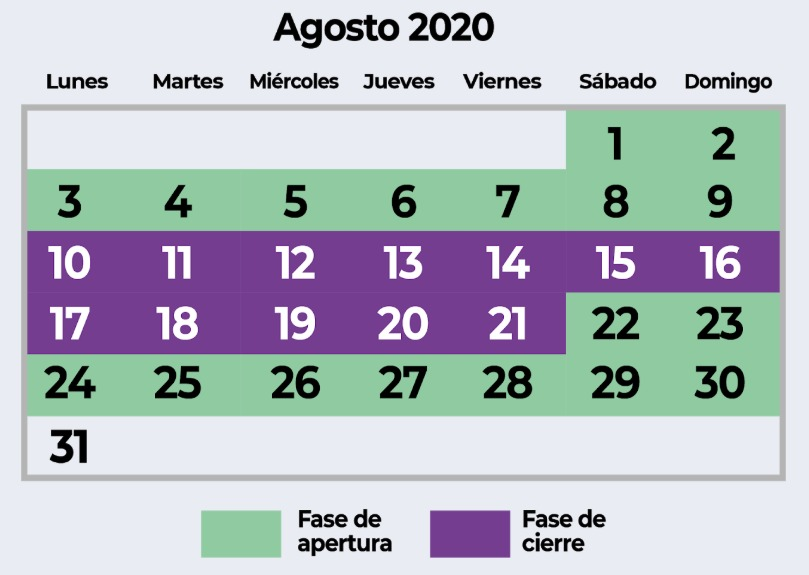 Agosto 2020
Lunes Martes Miércoles Jueves Viernes Sábado Domingo
1 2
3 4 5 6 7 8 9
10 11 12 13 14 15 16
17 18 19 20 21 22 23
24 25 26 27 28 29 30
31
Fase de
apertura
Fase de
cierre